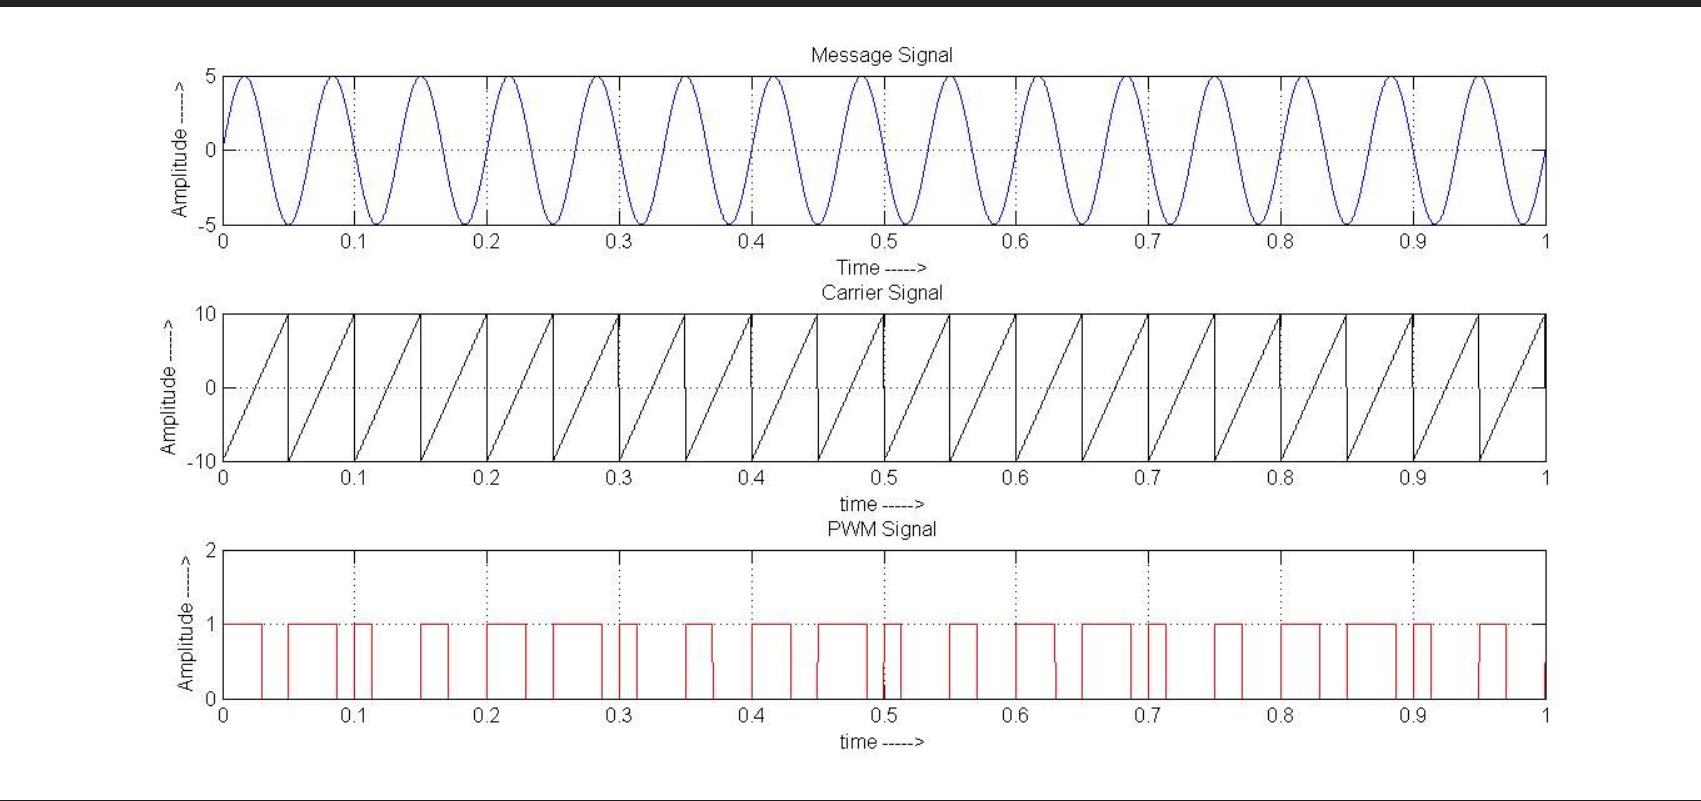 Message Signal
Amplitude ----->
5
0
-5
0 0.1 0.2 0.3 0.4 0.5 0.6 0.7 0.8 0.9 1
Time ----->
Carrier Signal
Amplitude ----->
10
0
-10
0 0.1 0.2 0.3 0.4 0.5 0.6 0.7 0.8 0.9 1
time ----->
PWM Signal
Amplitude ----->
2
1
0
0 0.1 0.2 0.3 0.4 0.5 0.6 0.7 0.8 0.9 1
time ----->